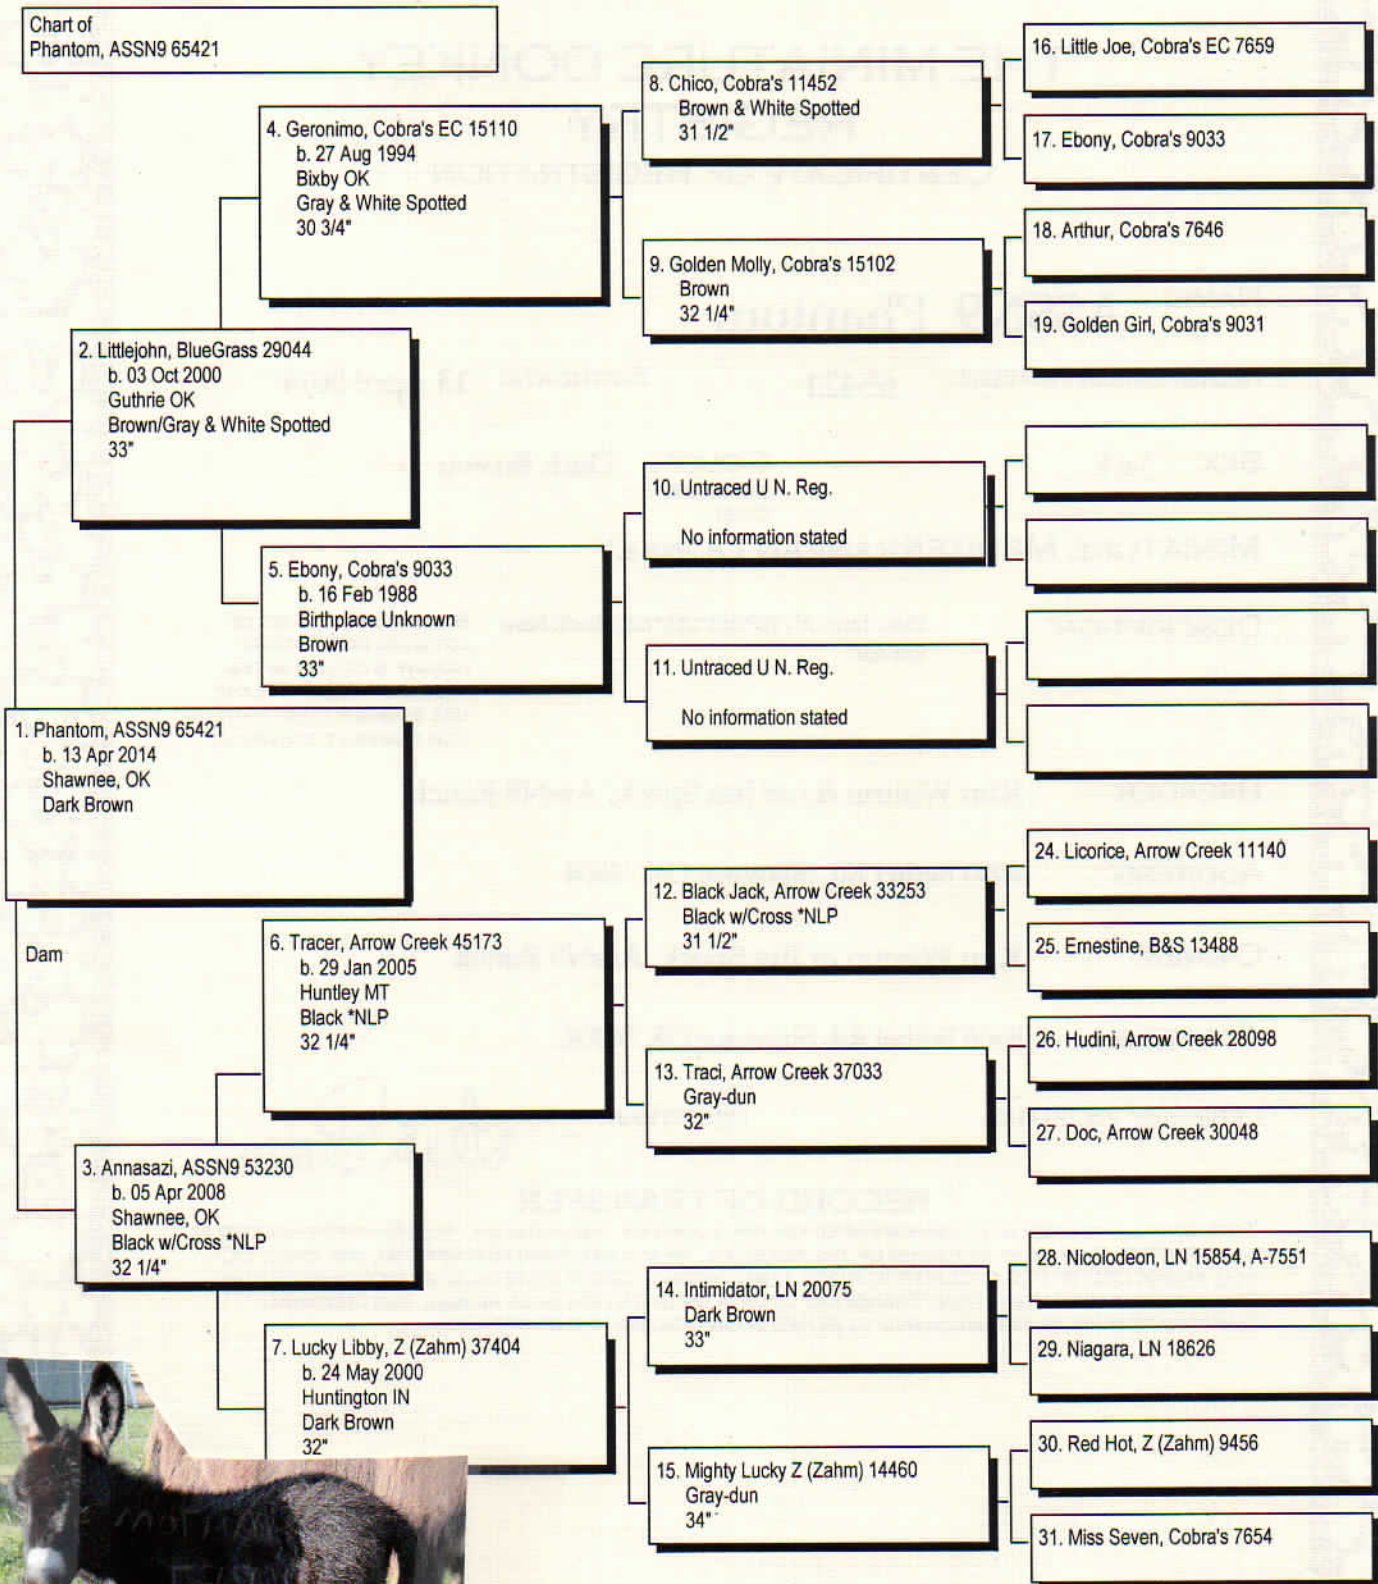 Chart of
Phantom, ASSN9 65421
1. Phantom, ASSN9 65421
b. 13 Apr 2014
Shawnee, OK
Dark Brown
Dam
2. Littlejohn, BlueGrass 29044
b. 03 Oct 2000
Guthrie OK
Brown/Gray & White Spotted
33"
3. Annasazi, ASSN9 53230
b. 05 Apr 2008
Shawnee, OK
Black w/Cross *NLP
32 1/4"
4. Geronimo, Cobra's EC 15110
b. 27 Aug 1994
Bixby OK
Gray & White Spotted
30 3/4"
5. Ebony, Cobra's 9033
b. 16 Feb 1988
Birthplace Unknown
Brown
33"
6. Tracer, Arrow Creek 45173
b. 29 Jan 2005
Huntley MT
Black *NLP
32 1/4"
7. Lucky Libby, Z (Zahm) 37404
b. 24 May 2000
Huntington IN
Dark Brown
32"
8. Chico, Cobra's 11452
Brown & White Spotted
31 1/2"
9. Golden Molly, Cobra's 15102
Brown
32 1/4"
10. Untraced U N. Reg.
No information stated
11. Untraced U N. Reg.
No information stated
12. Black Jack, Arrow Creek 33253
Black w/Cross *NLP
31 1/2"
13. Traci, Arrow Creek 37033
Gray-dun
32"
14. Intimidator, LN 20075
Dark Brown
33"
15. Mighty Lucky Z (Zahm) 14460
Gray-dun
34"
16. Little Joe, Cobra's EC 7659
17. Ebony, Cobra's 9033
18. Arthur, Cobra's 7646
19. Golden Girl, Cobra's 9031
24. Licorice, Arrow Creek 11140
25. Ernestine, B&S 13488
26. Hudini, Arrow Creek 28098
27. Doc, Arrow Creek 30048
28. Nicolodeon, LN 15854, A-7551
29. Niagara, LN 18626
30. Red Hot, Z (Zahm) 9456
31. Miss Seven, Cobra's 7654